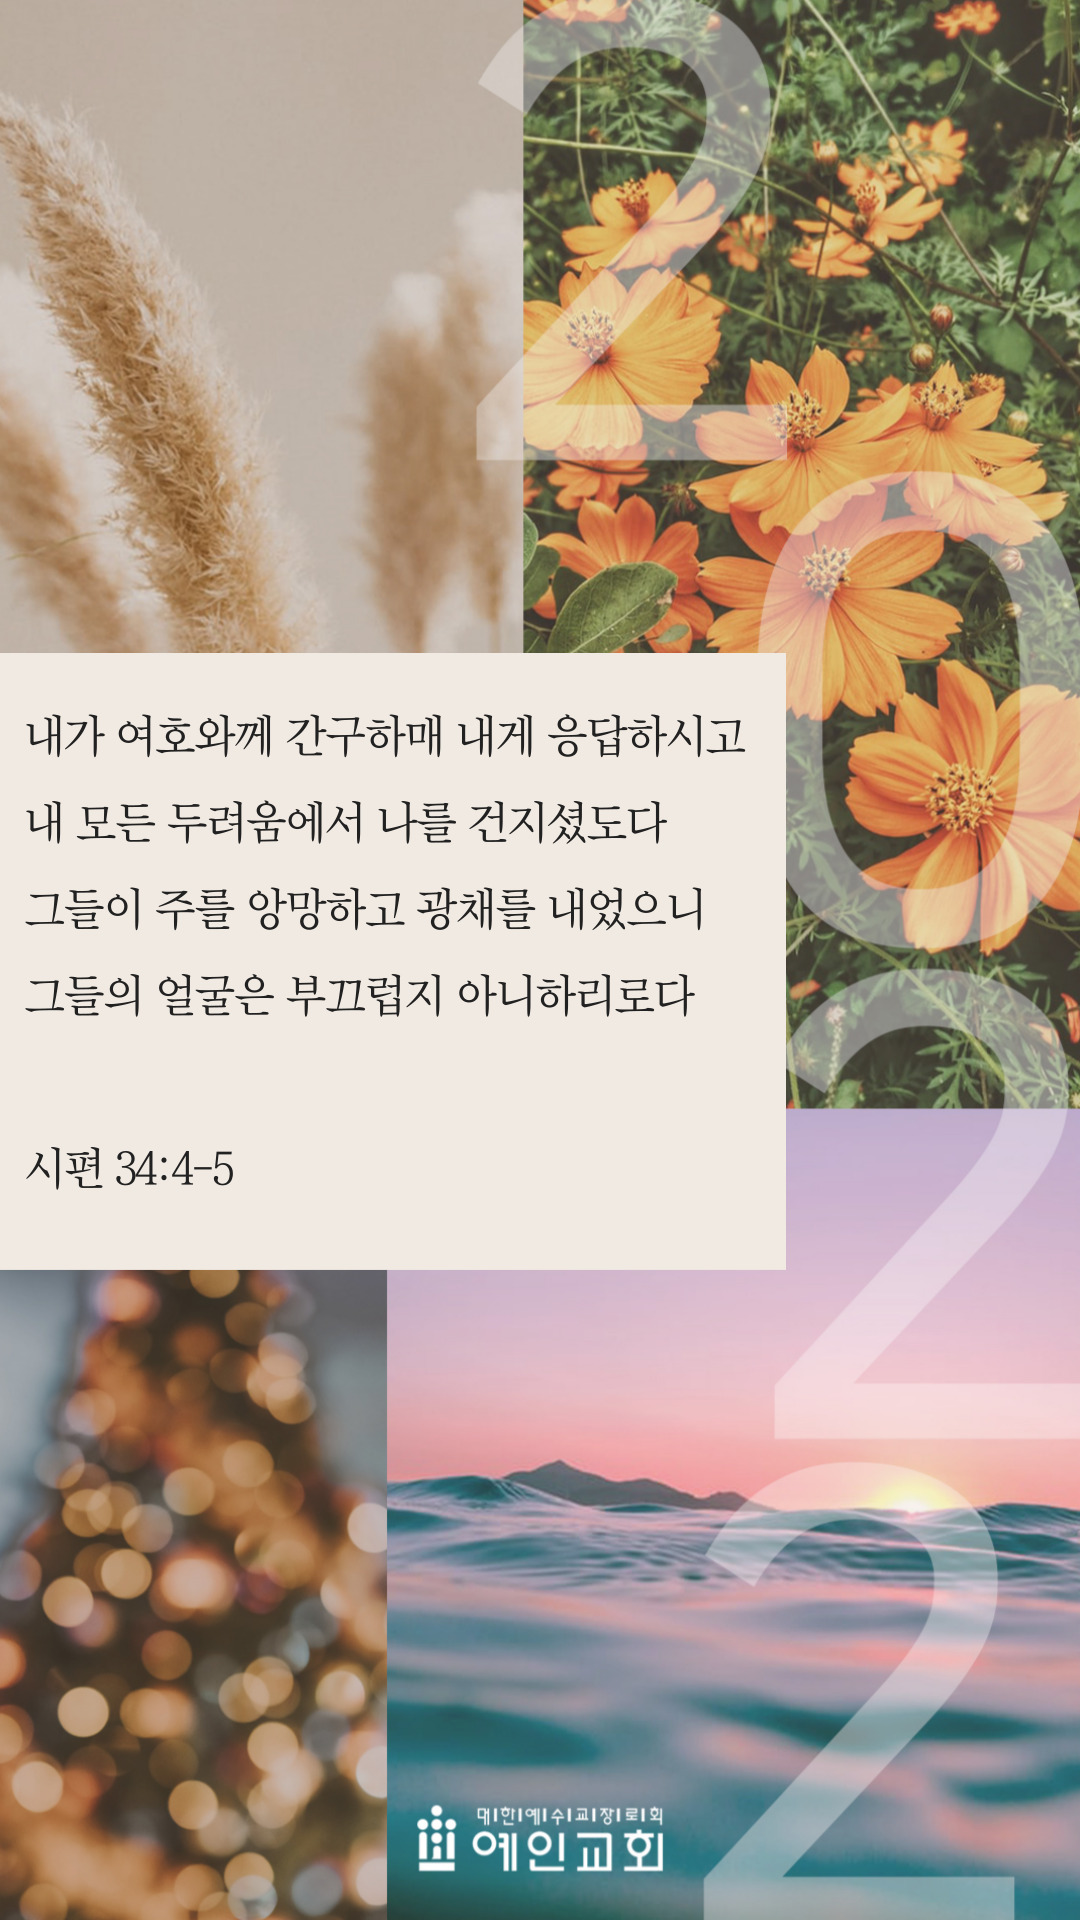 2
0
2
2
내가 여호와께 간구하매 내게 응답하시고
내 모든 두려움에서 나를 건지셨도다
그들이 주를 앙망하고 광채를 내었으니
그들의 얼굴은 부끄럽지 아니하리로다
시편 34:4-5
대한예수교장로회
예인교회